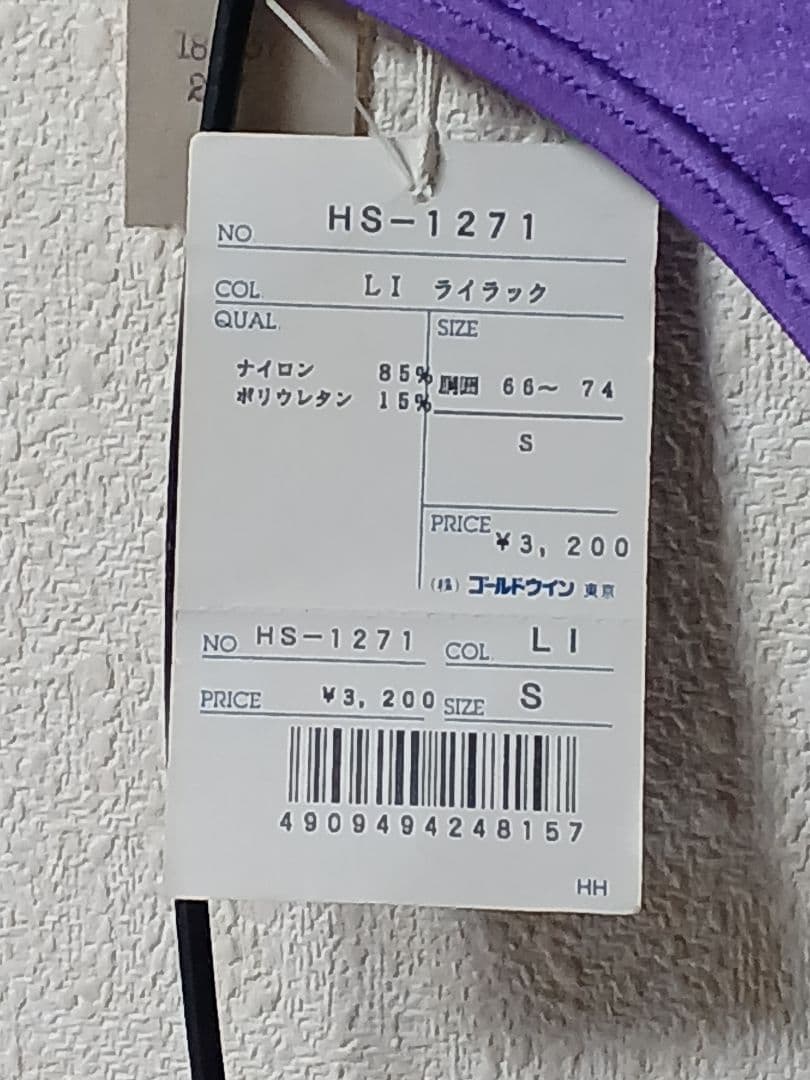 18
2
NO. HS-1271
COL. LI ライラック
QUAL. SIZE
ナイロン 85%
ポリウレタン 15%
胴囲 66～ 74
S
PRICE ¥3,200
(株) ゴールドウイン 東京
NO HS-1271 COL. LI
PRICE ¥3,200 SIZE S
4909494248157
HH